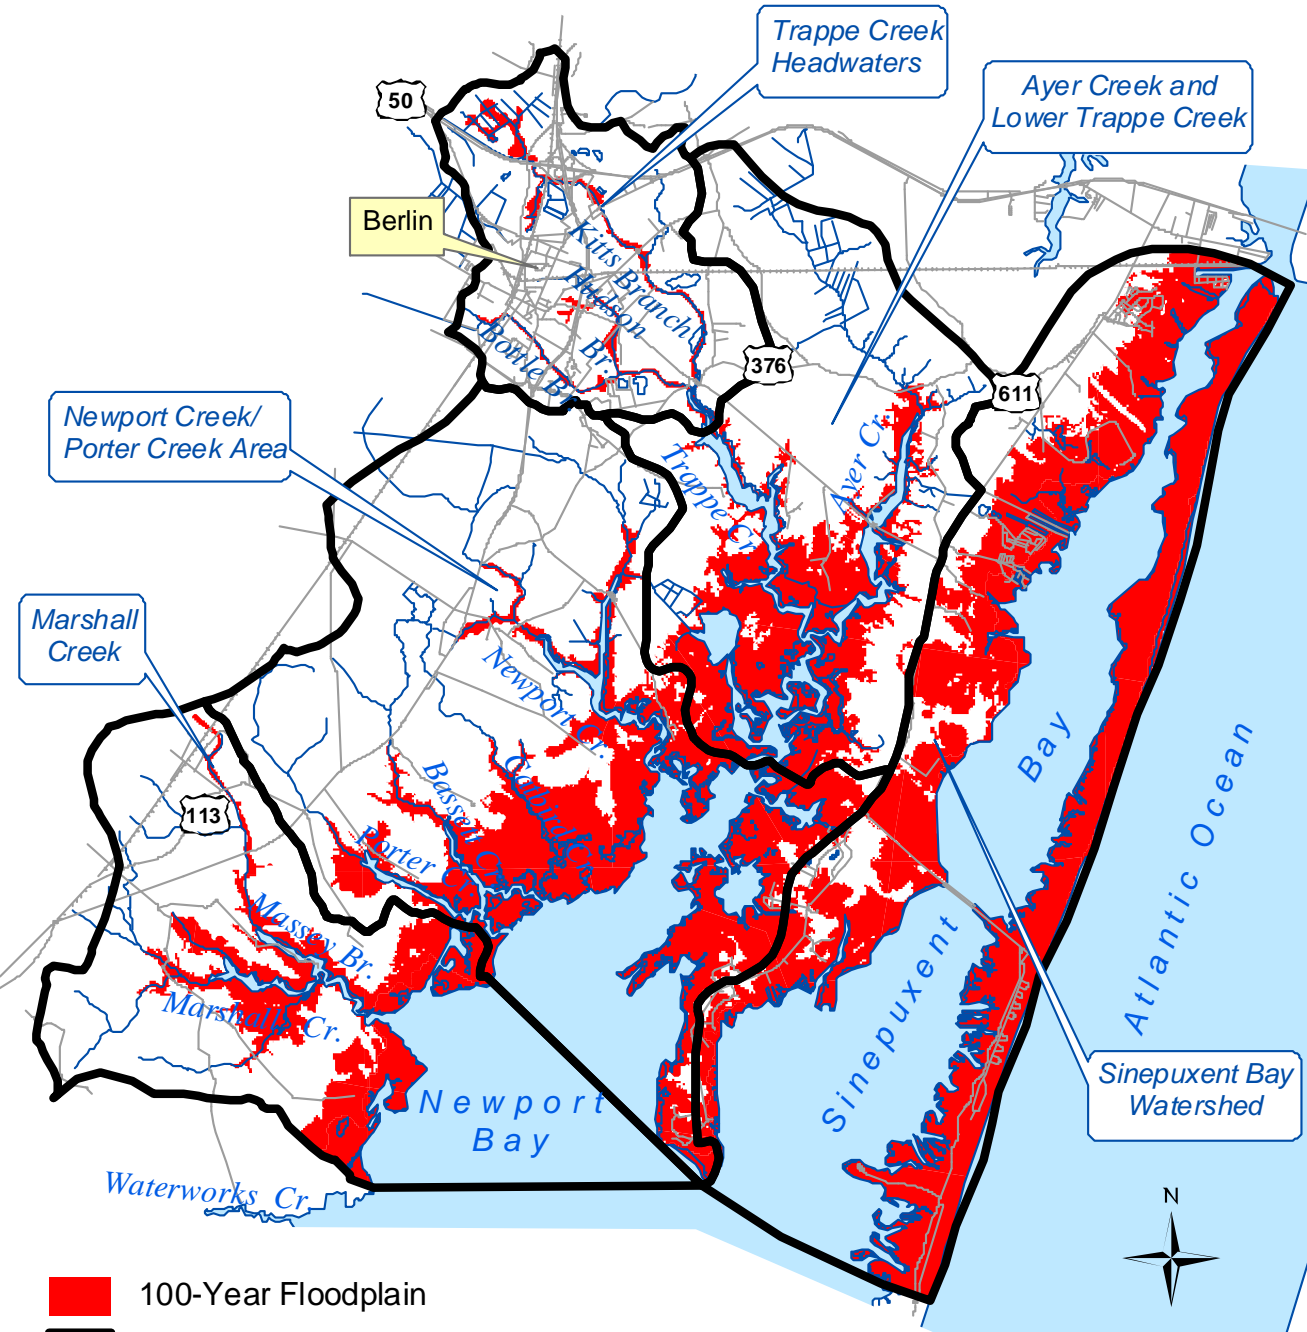 Trappe Creek
Headwaters
50
Ayer Creek and
Lower Trappe Creek
Berlin
Kitts Branch
Hudson
Br.
Bottle Br.
376
611
Newport Creek/
Porter Creek Area
Trappe Cr.
Ayer Cr.
Marshall
Creek
Newport Cr.
Bay
Atlantic Ocean
Bassett Cr.
113
Porter
Massey Br.
Marshall Cr.
Sinepuxent
Sinepuxent Bay
Watershed
Newport
Bay
Waterworks Cr.
N
100-Year Floodplain